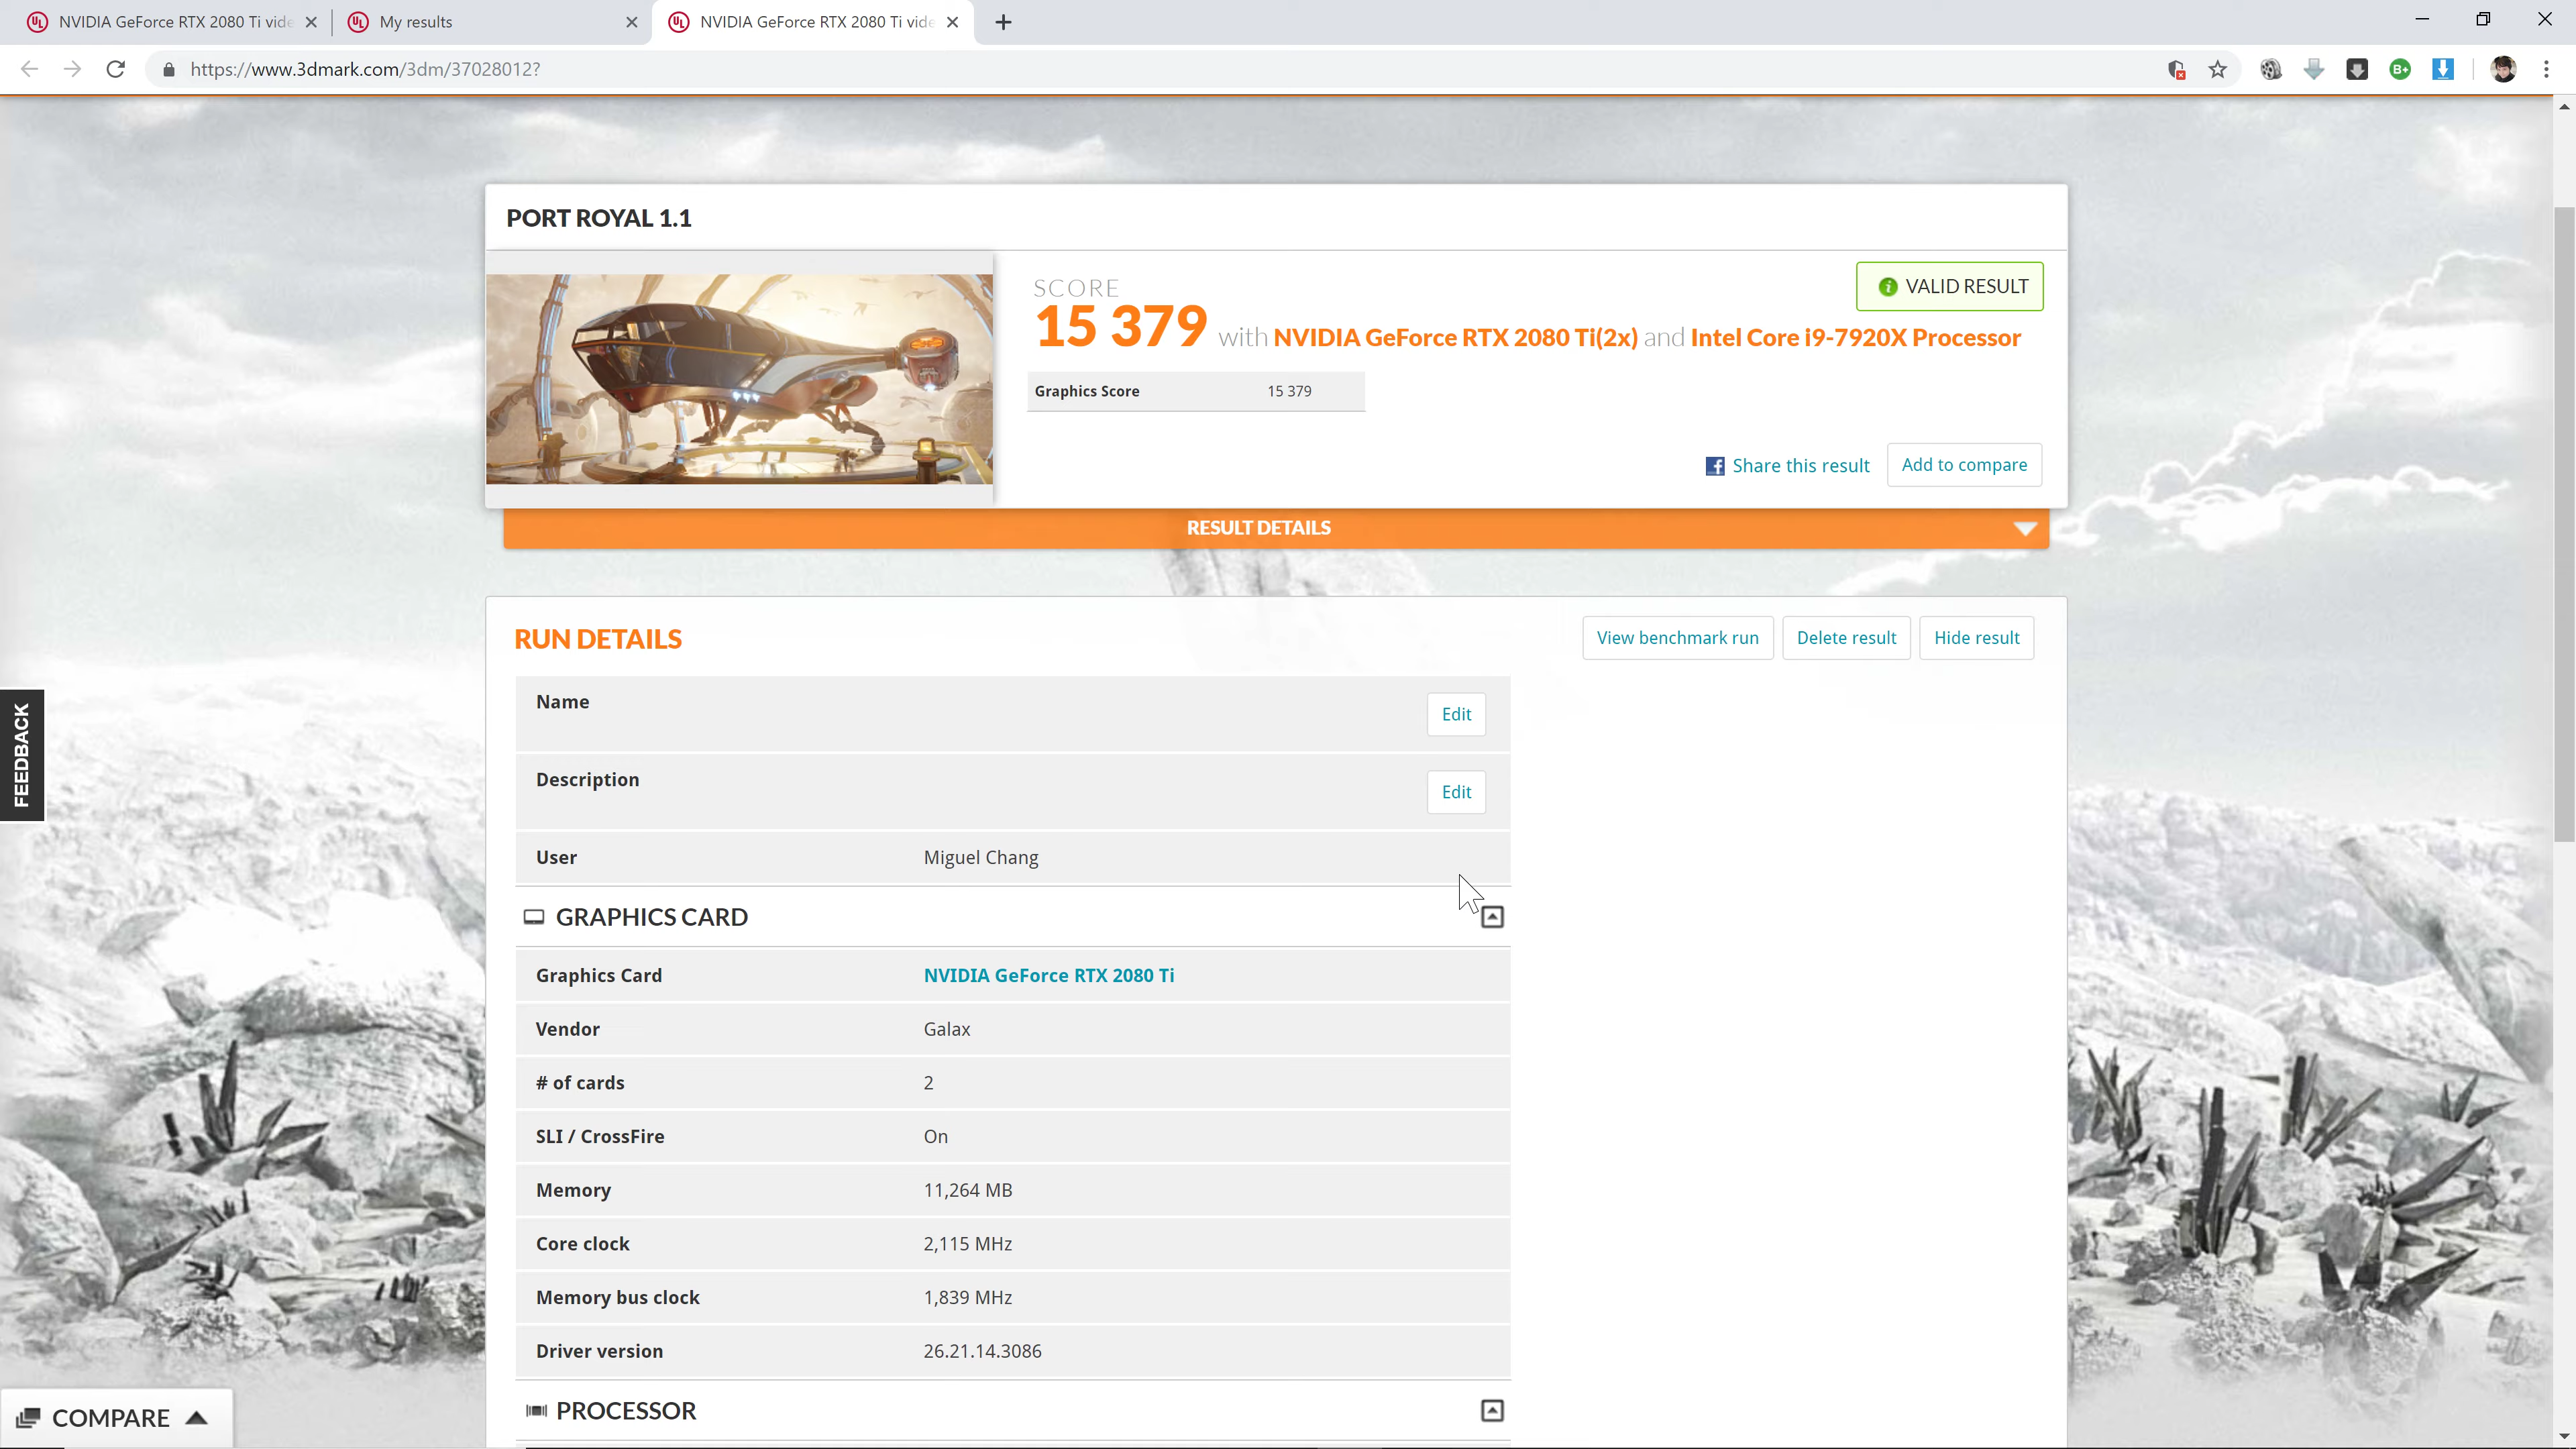 NVIDIA GeForce RTX 2080 Ti vide
My results
NVIDIA GeForce RTX 2080 Ti vide
https://www.3dmark.com/3dm/37028012?
B+
PORT ROYAL 1.1
SCORE
VALID RESULT
15 379 with NVIDIA GeForce RTX 2080 Ti(2x) and Intel Core i9-7920X Processor
Graphics Score 15 379
Share this result Add to compare
RESULT DETAILS
RUN DETAILS
View benchmark run Delete result Hide result
Name Edit
Description Edit
User Miguel Chang
GRAPHICS CARD
Graphics Card NVIDIA GeForce RTX 2080 Ti
Vendor Galax
# of cards 2
SLI / CrossFire On
Memory 11,264 MB
Core clock 2,115 MHz
Memory bus clock 1,839 MHz
Driver version 26.21.14.3086
PROCESSOR
FEEDBACK
COMPARE